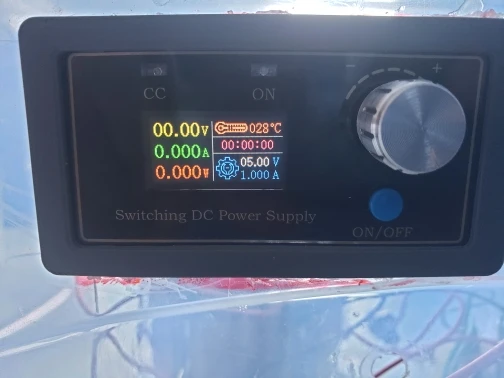 CC ON
- +
00.00V 028°C
0.000A 00:00:00
0.000W 05.00 V
1.000 A
Switching DC Power Supply
ON/OFF